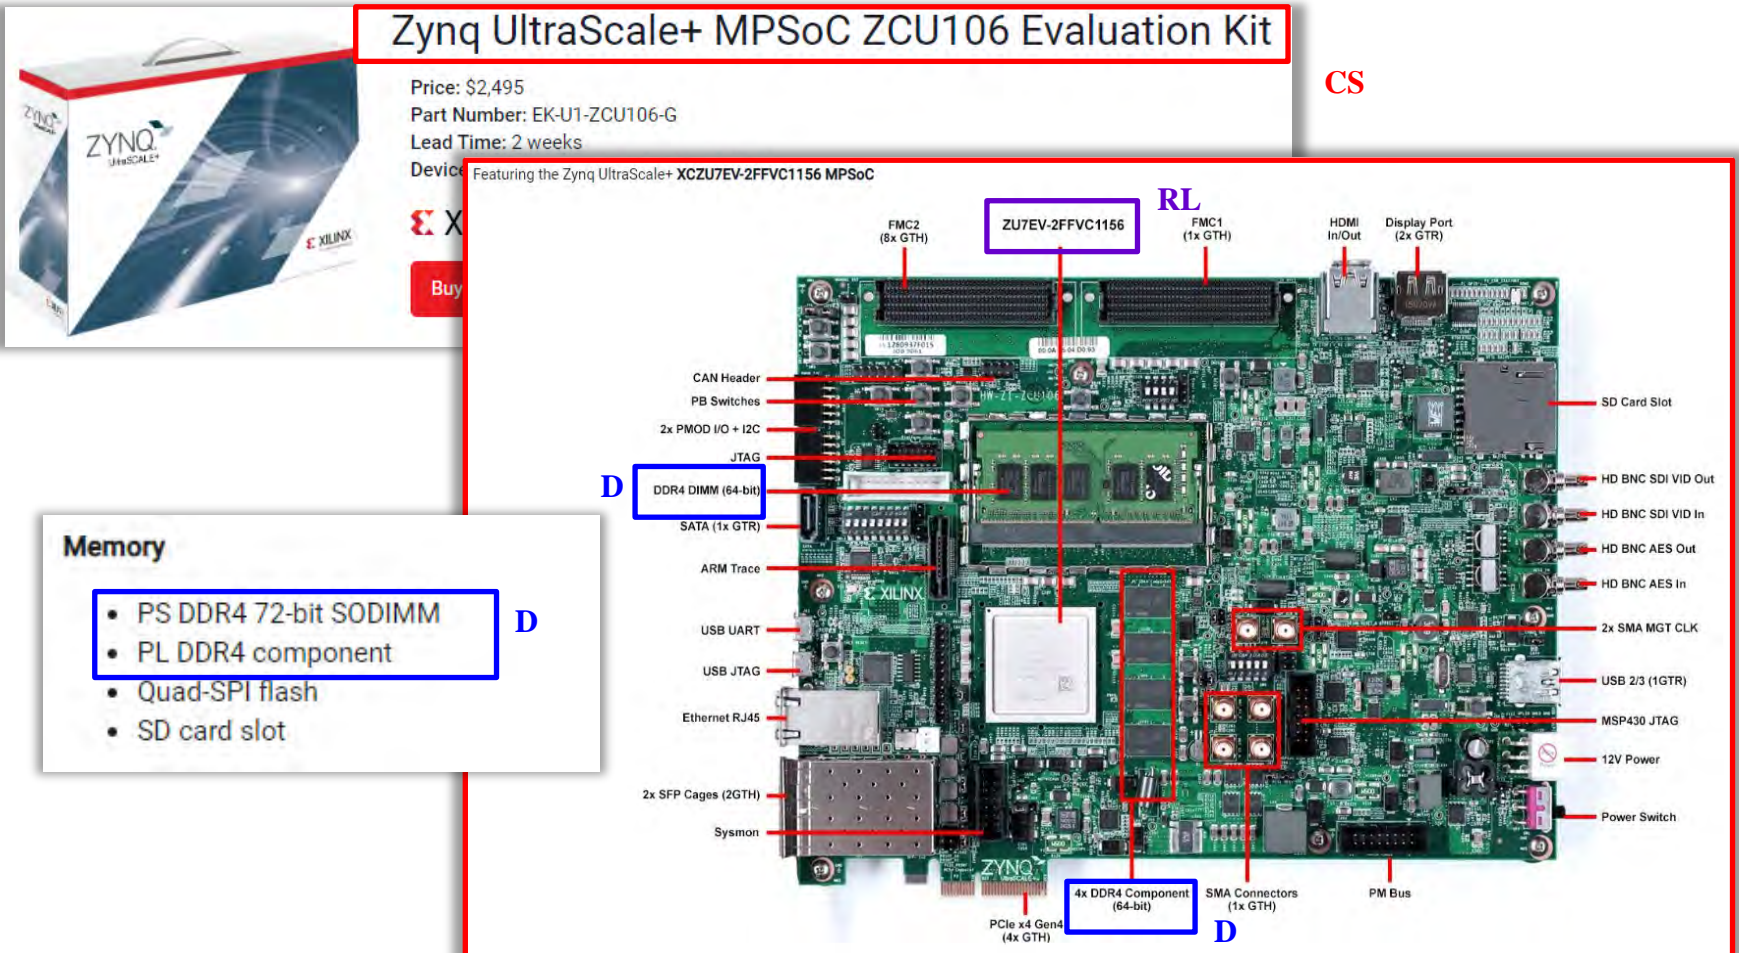 Zynq UltraScale+ MPSoC ZCU106 Evaluation Kit
CS
Price: $2,495
Part Number: EK-U1-ZCU106-G
Lead Time: 2 weeks
Device
ZYNQ
UltraSCALE+
XILINX
X
Buy
Featuring the Zynq UltraScale+ XCZU7EV-2FFVC1156 MPSoC
RL
FMC2
(8x GTH)
ZU7EV-2FFVC1156
FMC1
(1x GTH)
HDMI
In/Out
Display Port
(2x GTR)
CAN Header
PB Switches
2x PMOD I/O + I2C
JTAG
D
DDR4 DIMM (64-bit)
SATA (1x GTR)
ARM Trace
USB UART
USB JTAG
Ethernet RJ45
2x SFP Cages (2GTH)
Sysmon
HW-Z1-ZCU106
XILINX
ZYNQ
SD Card Slot
HD BNC SDI VID Out
HD BNC SDI VID In
HD BNC AES Out
HD BNC AES In
2x SMA MGT CLK
USB 2/3 (1GTR)
MSP430 JTAG
12V Power
Power Switch
PCIe x4 Gen4
(4x GTH)
4x DDR4 Component
(64-bit)
D
SMA Connectors
(1x GTH)
PM Bus
Memory
• PS DDR4 72-bit SODIMM
• PL DDR4 component
• Quad-SPI flash
• SD card slot
D